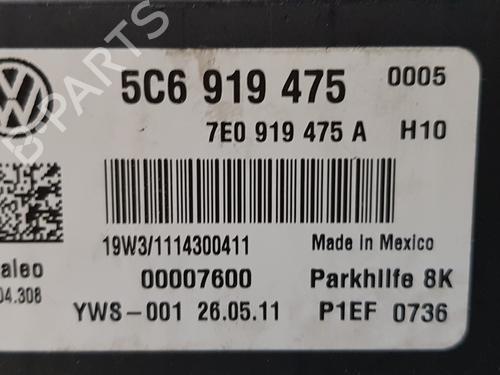 B-PARTS
5C6 919 475 0005
7E0 919 475 A H10
19W3/1114300411 Made in Mexico
aleo
04.308
00007600 Parkhilfe 8K
YWS-001 26.05.11 P1EF 0736